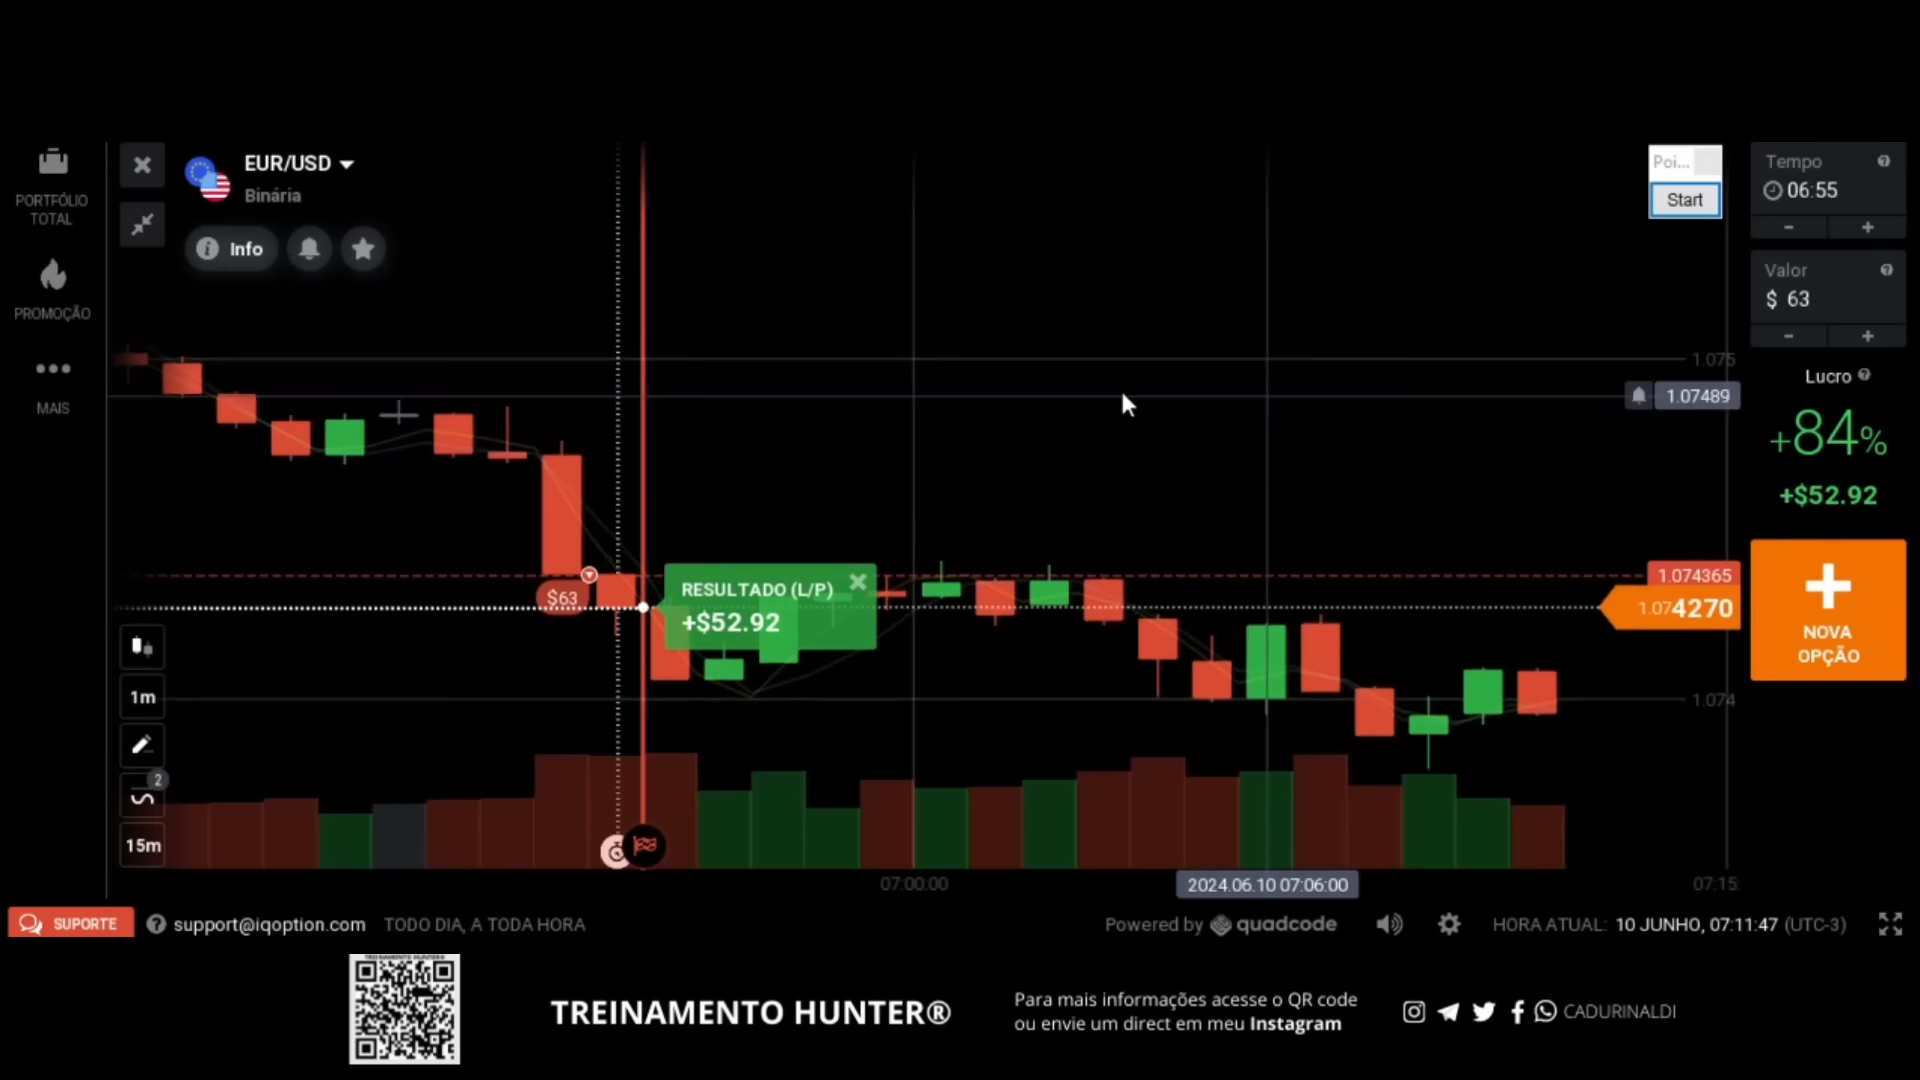 PORTFÓLIO
TOTAL
PROMOÇÃO
MAIS
EUR/USD
Binária
Info
Poi...
Start
Tempo
06:55
- +
Valor
$ 63
- +
Lucro
+84%
+$52.92
NOVA
OPÇÃO
1.075
1.07489
1.074365
1.074270
1.074
$63
RESULTADO (L/P)
+$52.92
1m
2
15m
07:00:00
2024.06.10 07:06:00
07:15
SUPORTE
support@iqoption.com
TODO DIA, A TODA HORA
Powered by quadcode
HORA ATUAL: 10 JUNHO, 07:11:47 (UTC-3)
TREINAMENTO HUNTER®
TREINAMENTO HUNTER®
Para mais informações acesse o QR code
ou envie um direct em meu Instagram
CADURINALDI